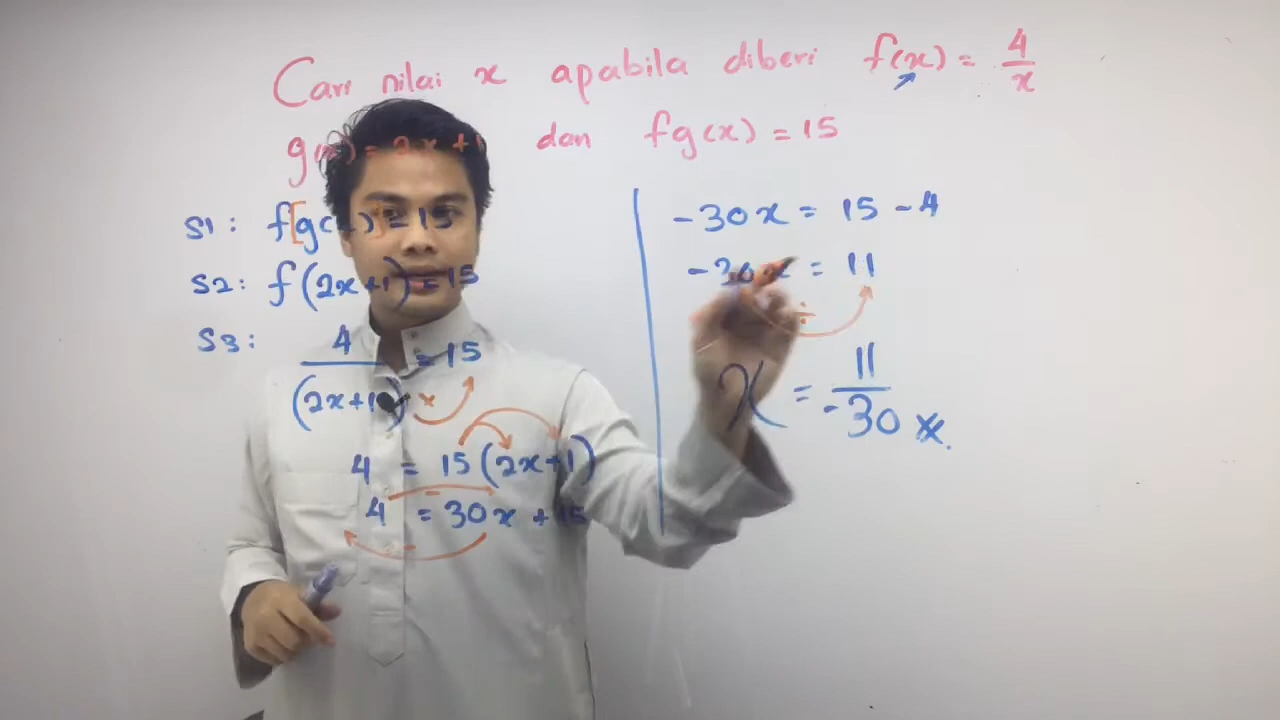 Cari nilai x apabila diberi f(x) = 4/x
g(x) = 2x + 1 dan fg(x) = 15
S1: f[g(x)] = 15
S2: f(2x+1) = 15
S3: 4/(2x+1) = 15
×
4 = 15(2x+1)
4 = 30x + 15
-30x = 15 - 4
-30x = 11
÷
x = 11/-30